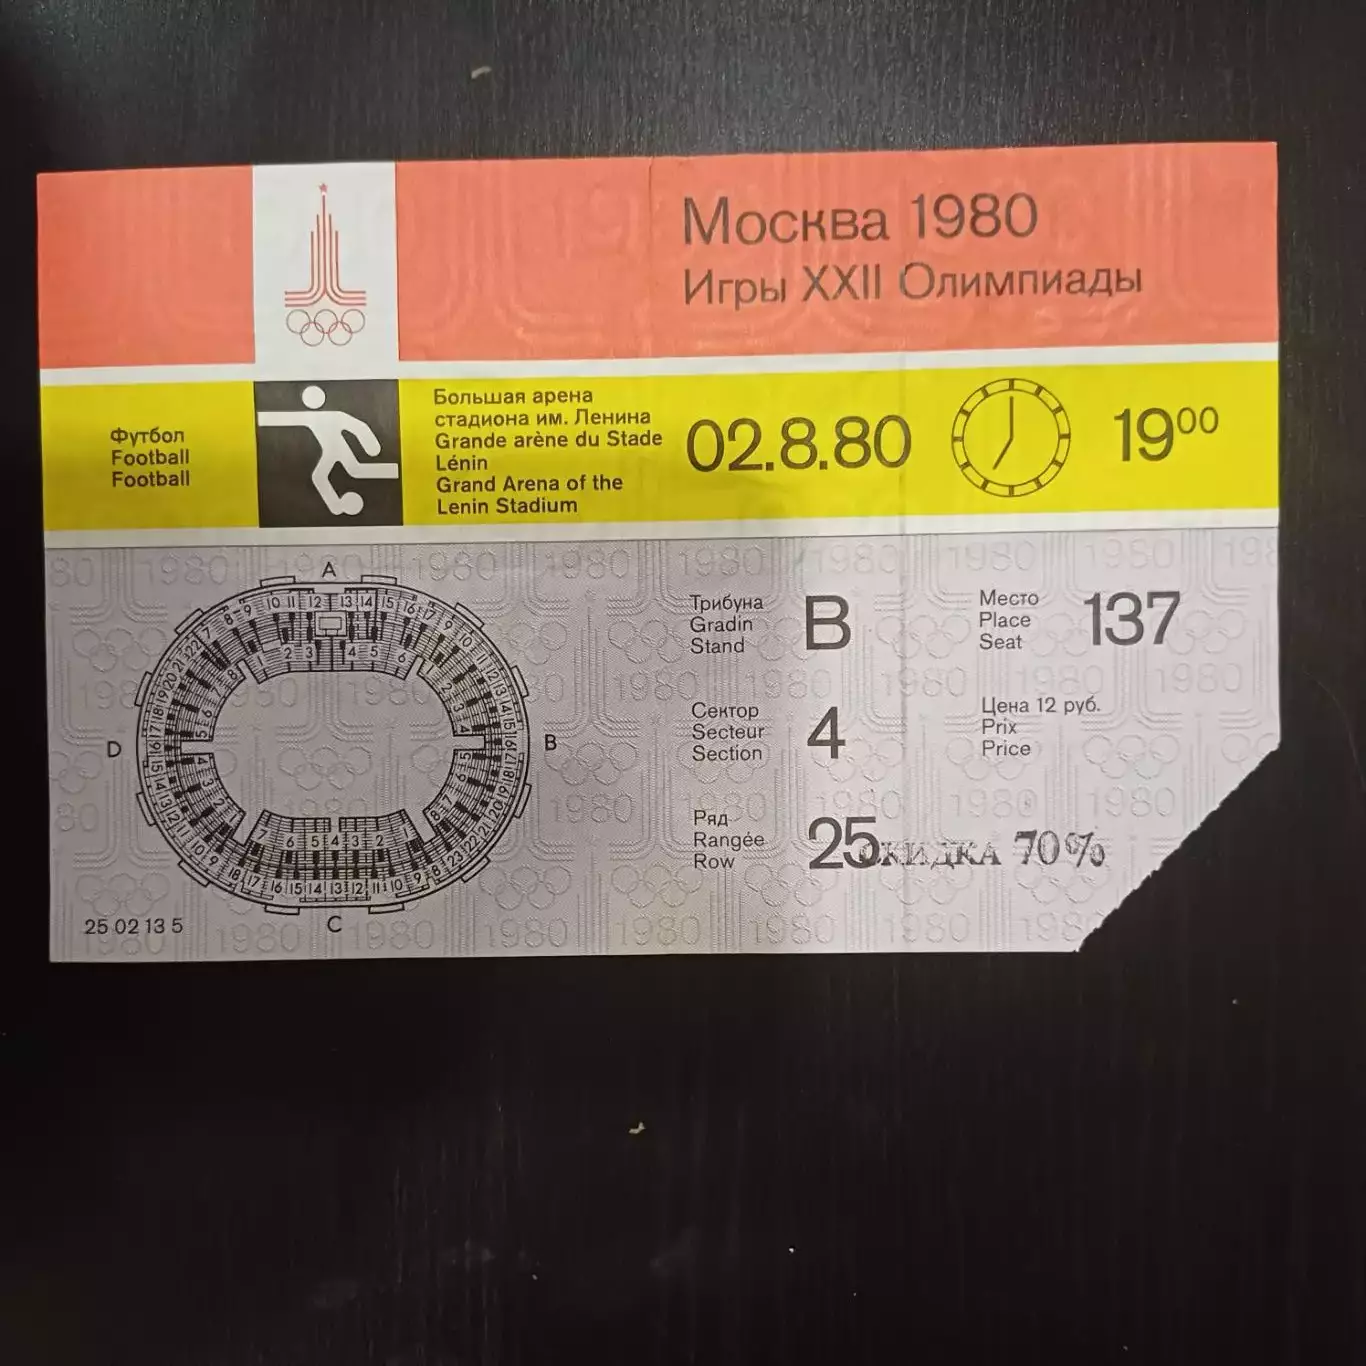 Москва 1980
Игры XXII Олимпиады
Футбол
Football
Football
Большая арена
стадиона им. Ленина
Grande arène du Stade
Lénin
Grand Arena of the
Lenin Stadium
02.8.80
19⁰⁰
A
B
C
D
25 02 13 5
Трибуна
Gradin
Stand
B
Место
Place
Seat
137
Сектор
Secteur
Section
4
Цена 12 руб.
Prix
Price
Ряд
Rangée
Row
25
СКИДКА 70%